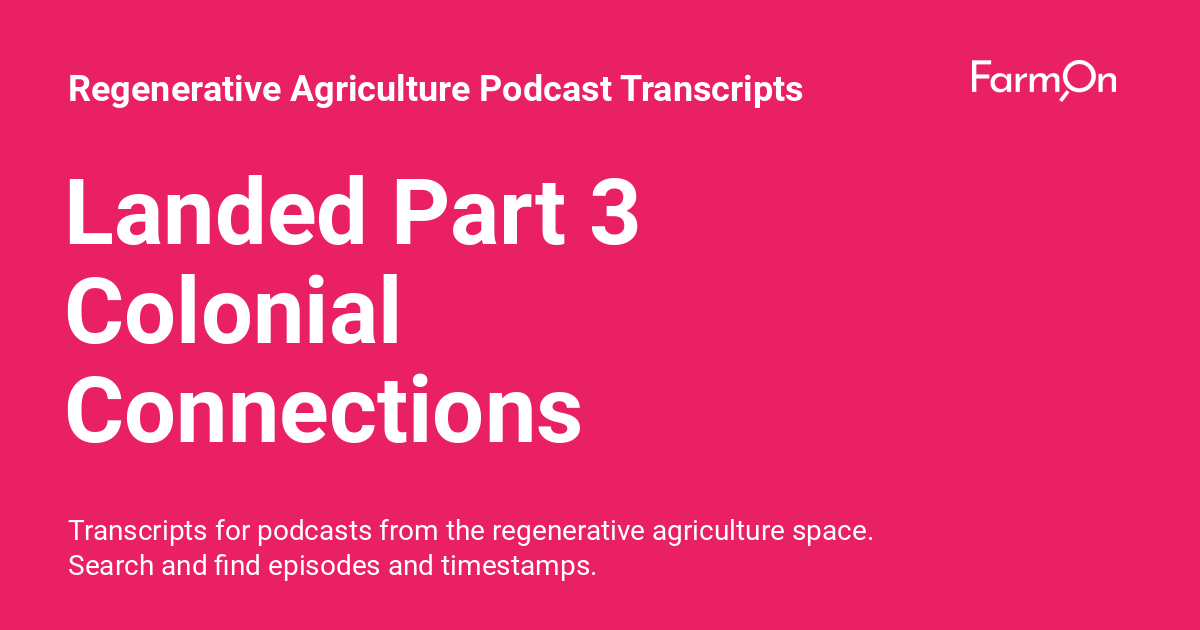 Regenerative Agriculture Podcast Transcripts
FarmOn
Landed Part 3
Colonial
Connections
Transcripts for podcasts from the regenerative agriculture space.
Search and find episodes and timestamps.